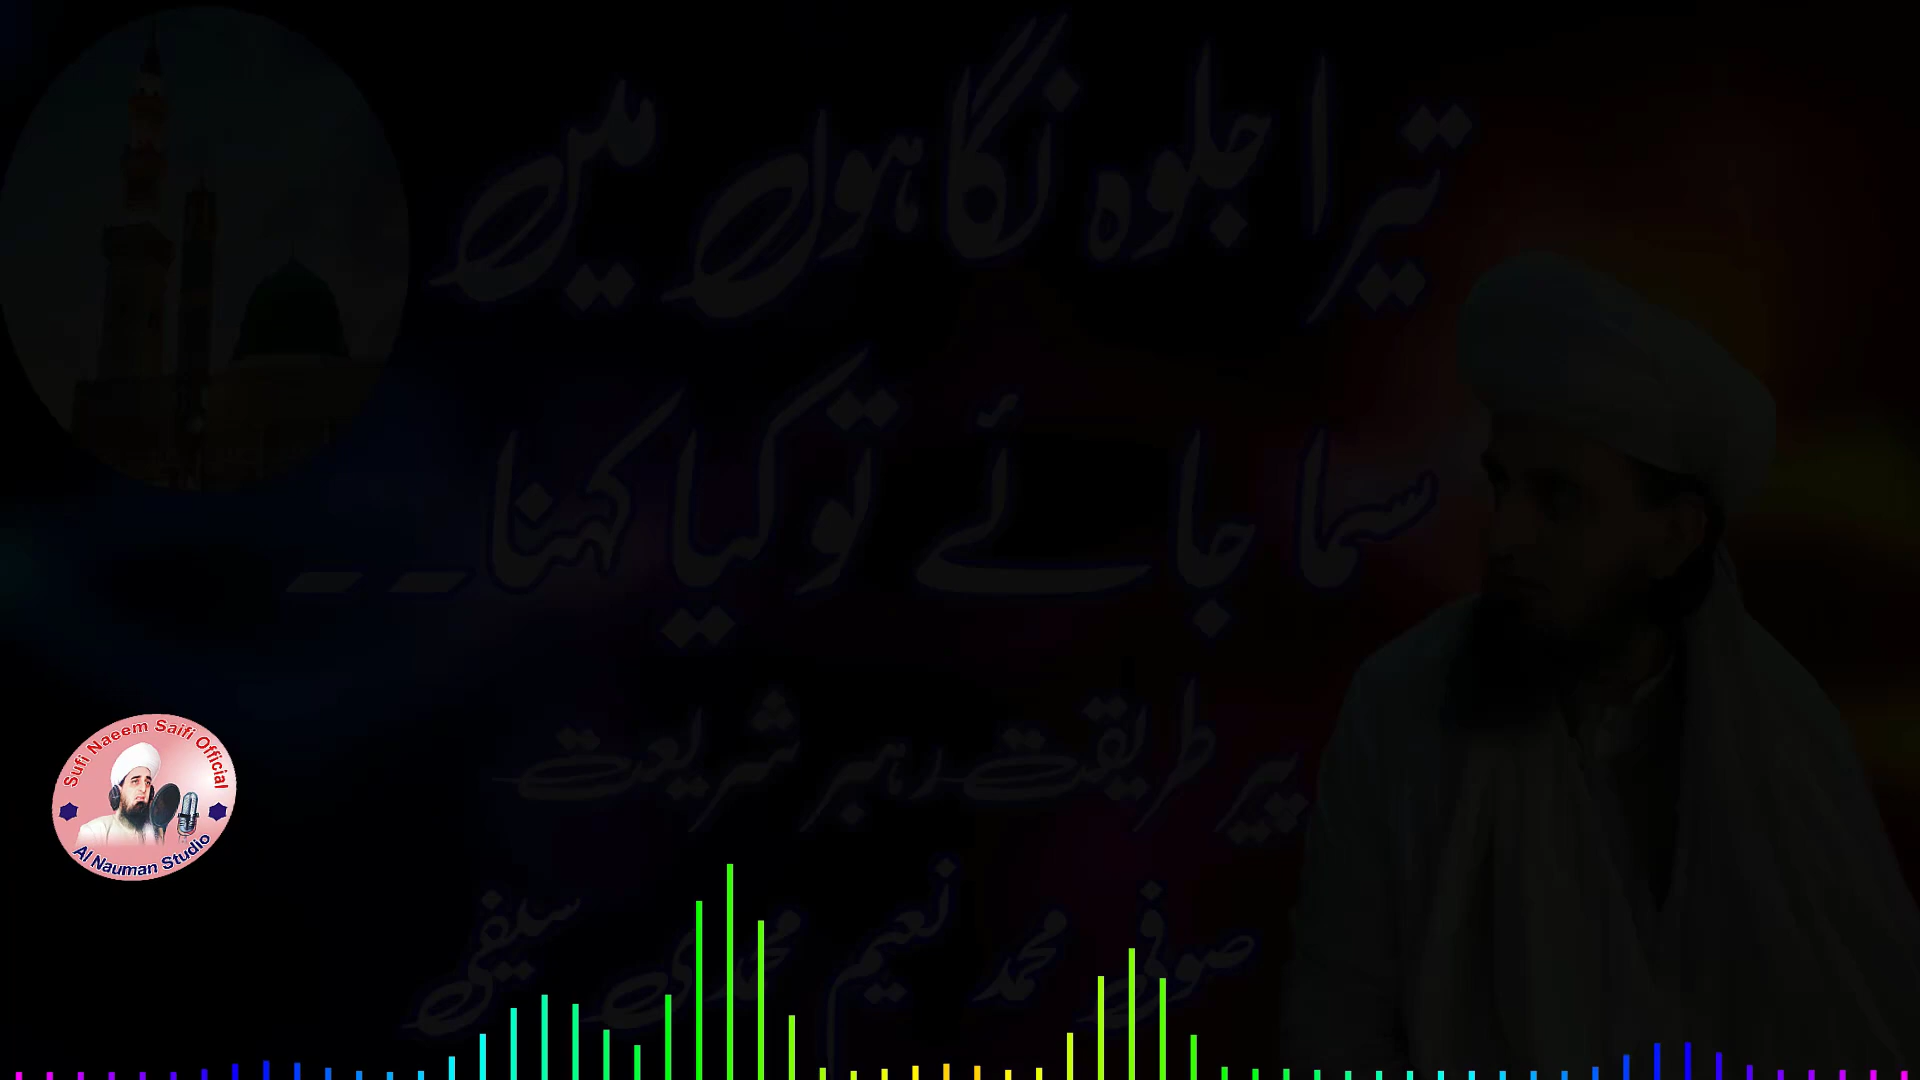 تیرا جلوہ نگاہوں میں
سما جائے تو کیا کہنا۔۔
پیر طریقت رہبر شریعت
صوفی محمد نعیم محمدی سیفی
Sufi Naeem Saifi Official
Al Nauman Studio